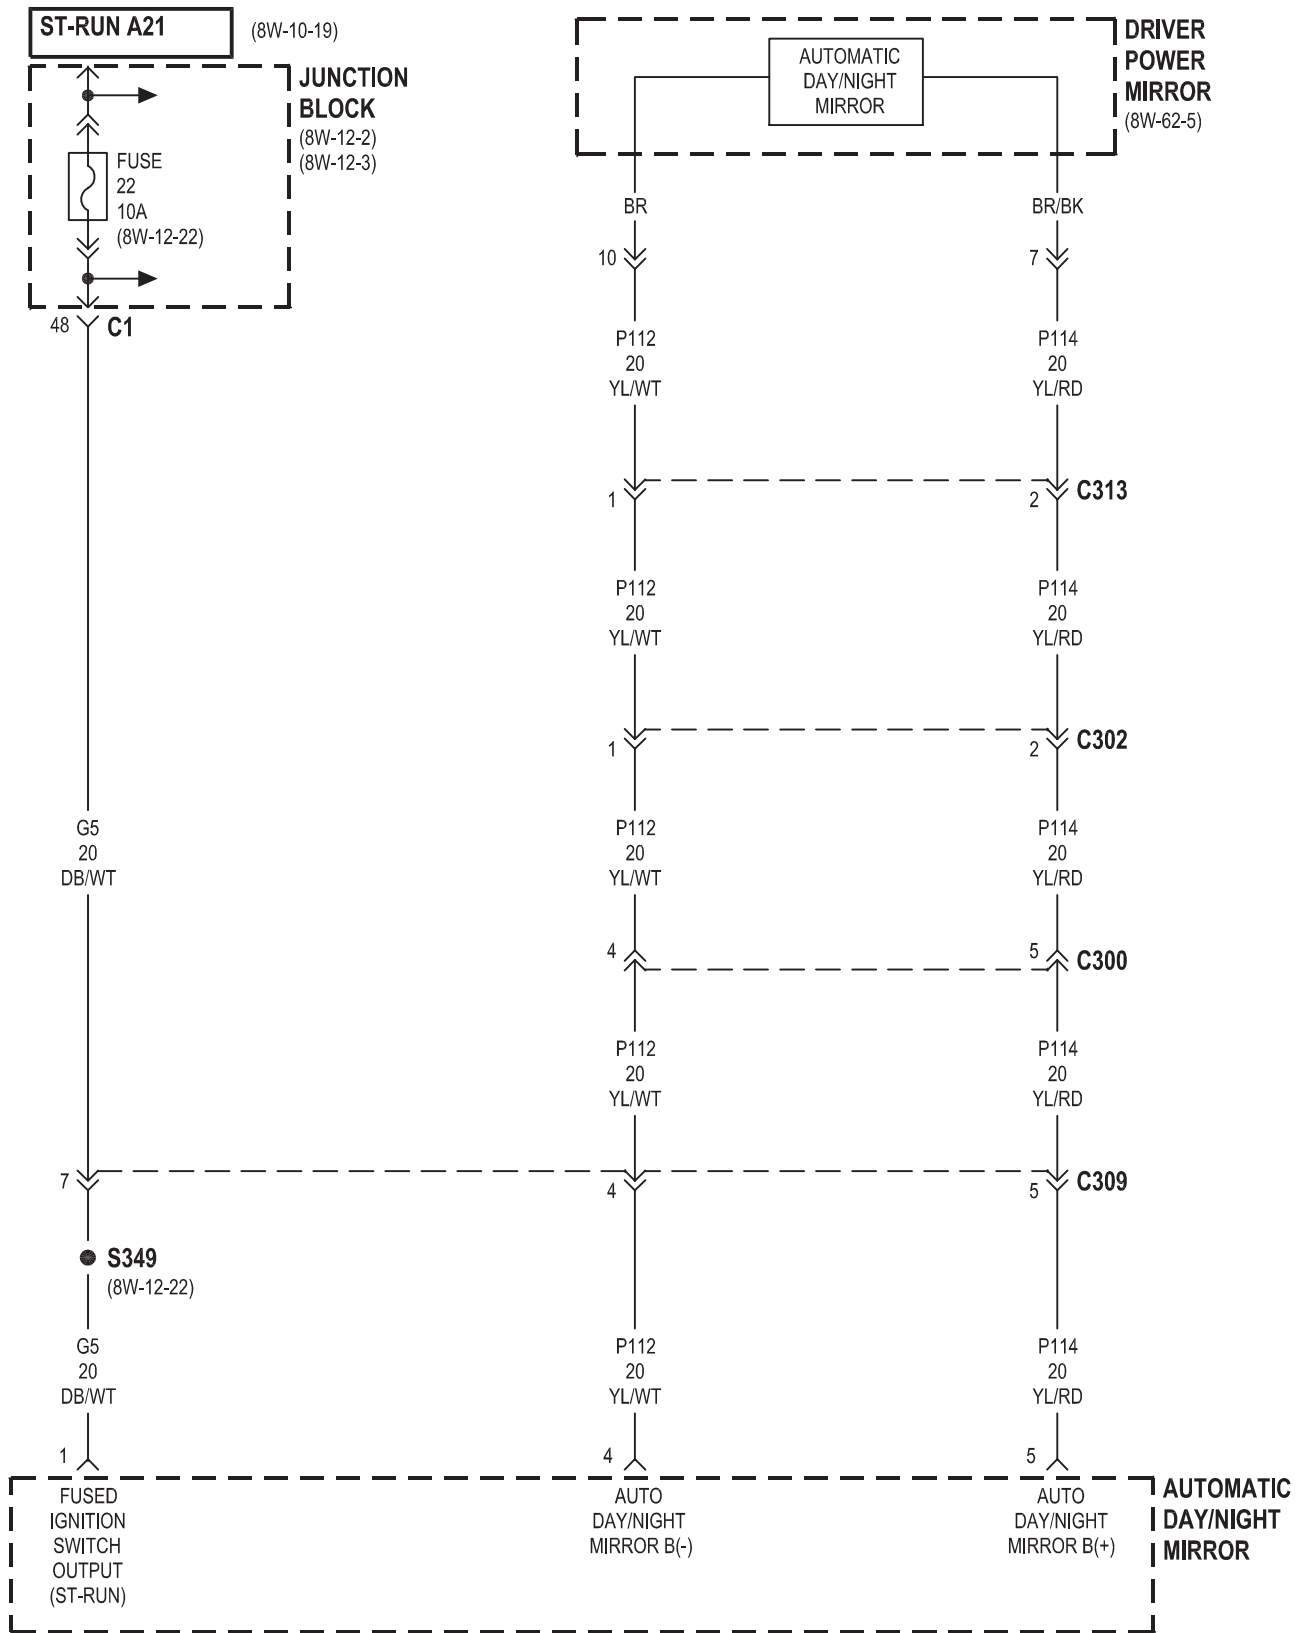 ST-RUN A21
(8W-10-19)
JUNCTION
BLOCK
(8W-12-2)
(8W-12-3)
FUSE
22
10A
(8W-12-22)
48
C1
AUTOMATIC
DAY/NIGHT
MIRROR
DRIVER
POWER
MIRROR
(8W-62-5)
BR
BR/BK
10
7
P112
20
YL/WT
P114
20
YL/RD
1
2
C313
P112
20
YL/WT
P114
20
YL/RD
1
2
C302
G5
20
DB/WT
P112
20
YL/WT
P114
20
YL/RD
4
5
C300
P112
20
YL/WT
P114
20
YL/RD
7
4
5
C309
S349
(8W-12-22)
G5
20
DB/WT
P112
20
YL/WT
P114
20
YL/RD
1
4
5
FUSED
IGNITION
SWITCH
OUTPUT
(ST-RUN)
AUTO
DAY/NIGHT
MIRROR B(-)
AUTO
DAY/NIGHT
MIRROR B(+)
AUTOMATIC
DAY/NIGHT
MIRROR